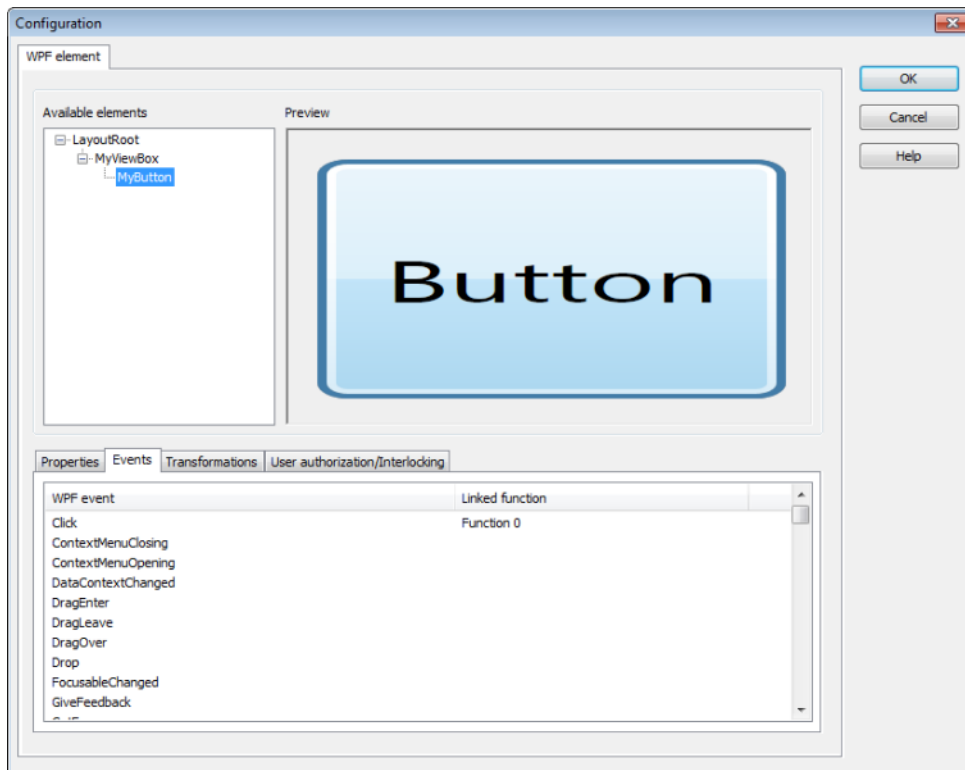 Configuration
WPF element
OK
Available elements
Preview
Cancel
LayoutRoot
MyViewBox
Help
MyButton
Button
Properties Events Transformations User authorization/Interlocking
WPF event Linked function
Click Function 0
ContextMenuClosing
ContextMenuOpening
DataContextChanged
DragEnter
DragLeave
DragOver
Drop
FocusableChanged
GiveFeedback